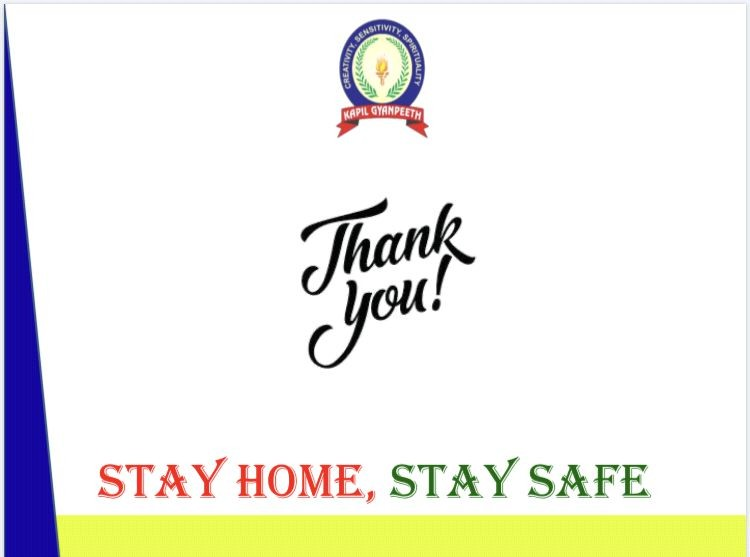 CREATIVITY, SENSITIVITY, SPIRITUALITY
KAPIL GYANPEETH
Thank
you!
STAY HOME, STAY SAFE